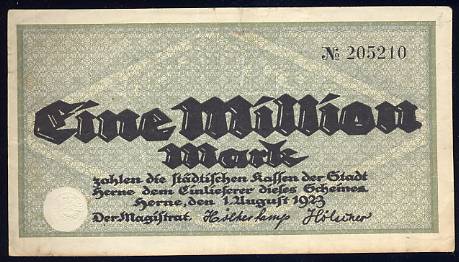 № 205210
Eine Million
Mark
zahlen die städtischen Kassen der Stadt
Herne dem Einlieferer dieses Scheines.
Herne, den 1. August 1923
Der Magistrat. Hölkeskamp